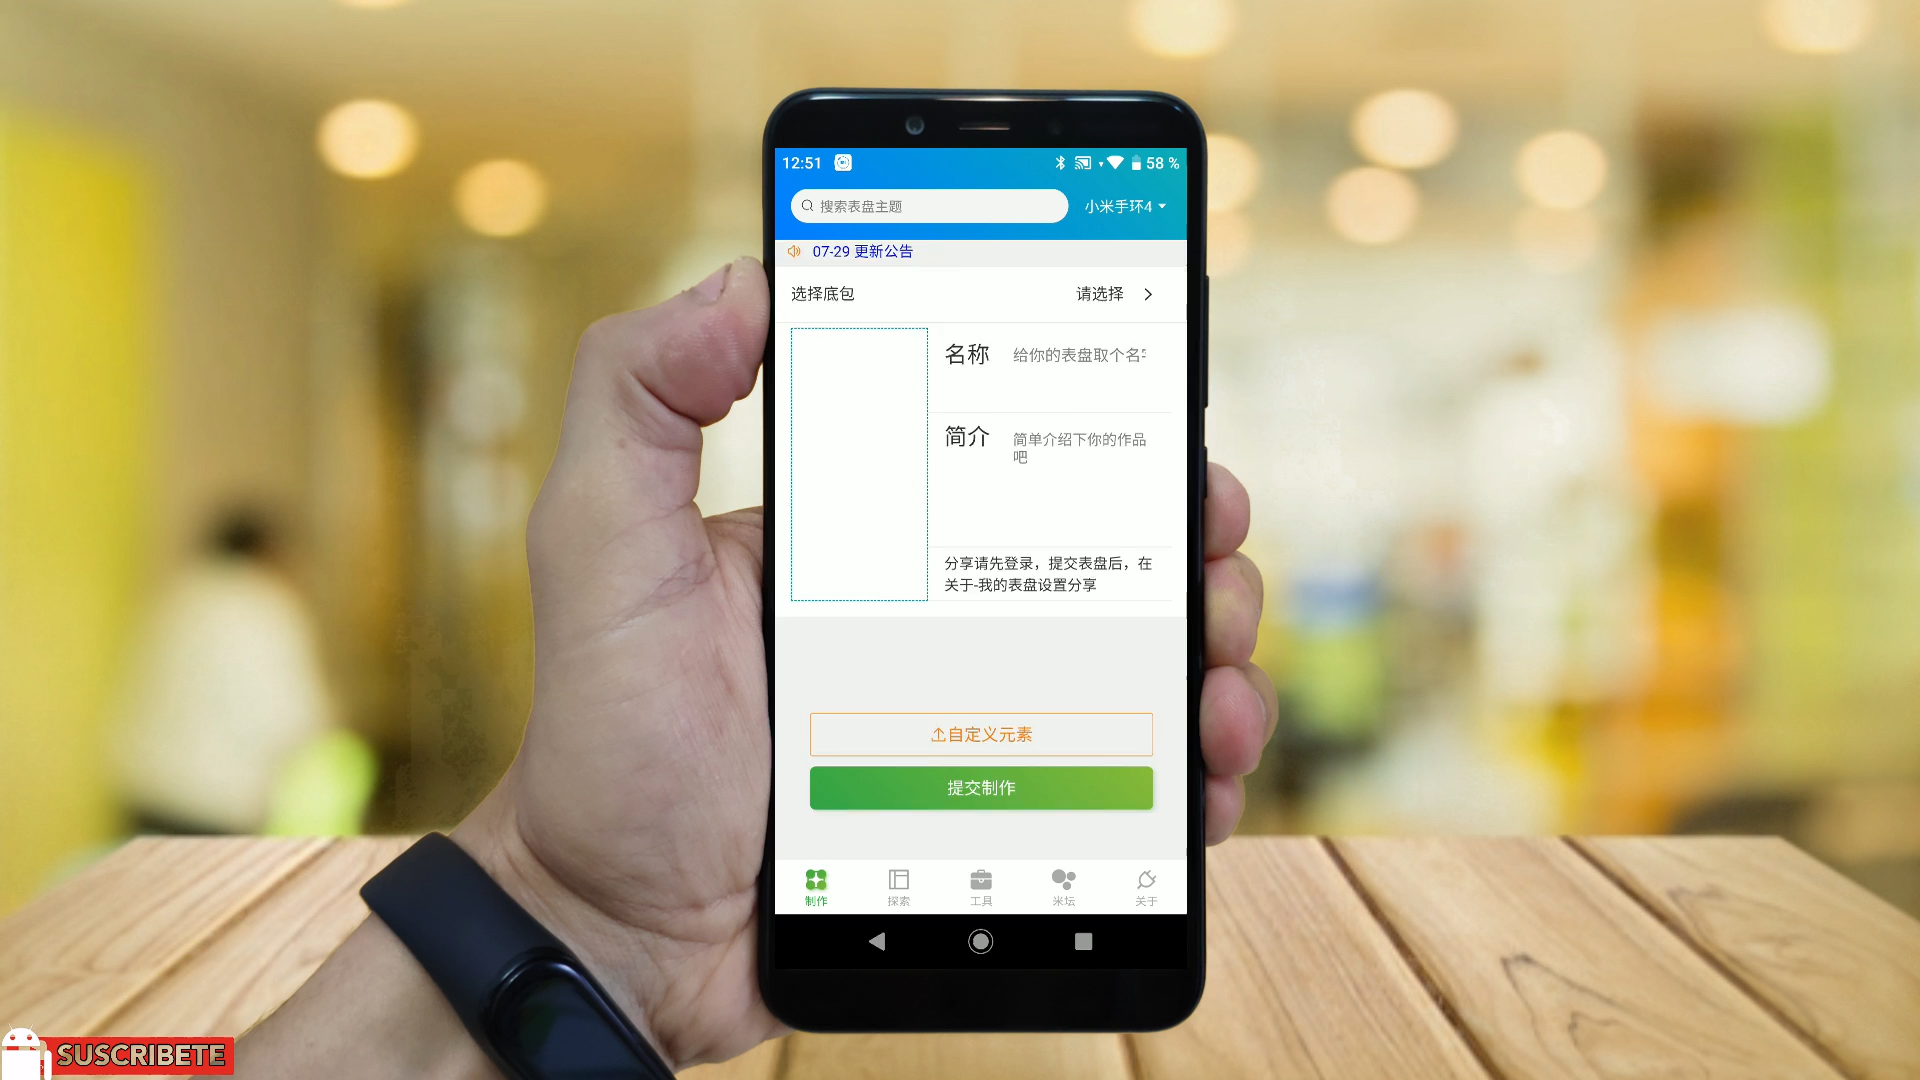 12:51
58 %
搜索表盘主题
小米手环4
07-29 更新公告
选择底包
请选择
名称
给你的表盘取个名
简介
简单介绍下你的作品
吧
分享请先登录，提交表盘后，在
关于-我的表盘设置分享
自定义元素
提交制作
制作
探索
工具
米坛
关于
SUSCRIBETE